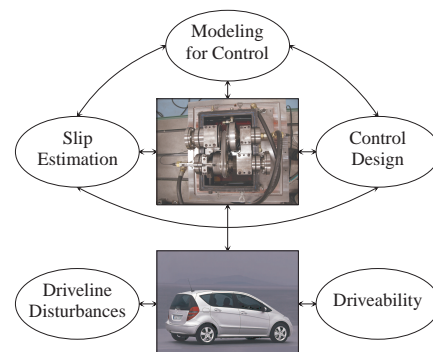 Modeling
for Control
Slip
Estimation
Control
Design
Driveline
Disturbances
Driveability